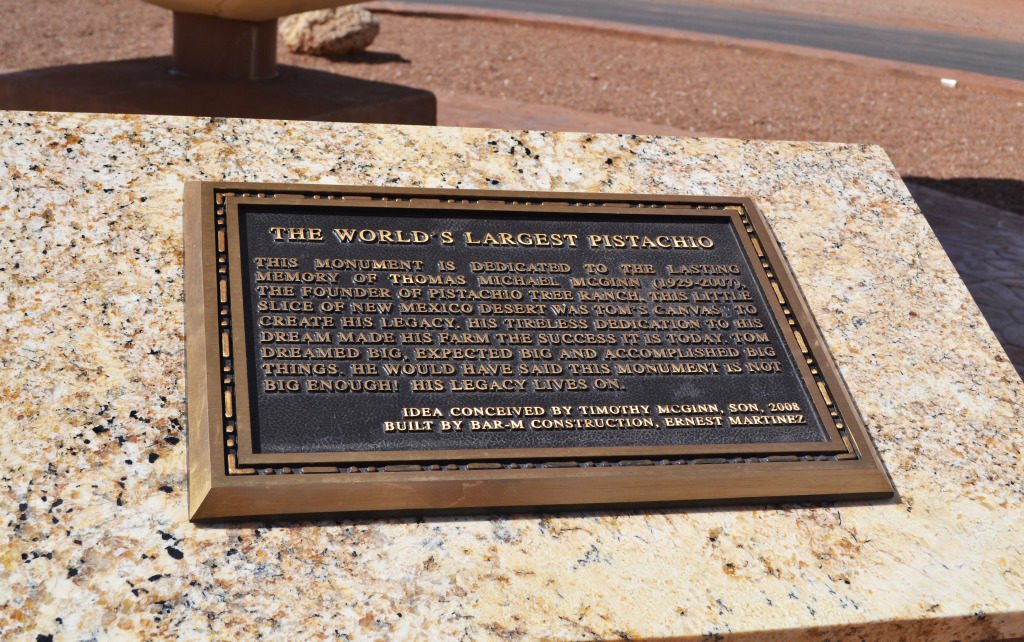 THE WORLD'S LARGEST PISTACHIO
THIS MONUMENT IS DEDICATED TO THE LASTING
MEMORY OF THOMAS MICHAEL MCGINN (1929-2007),
THE FOUNDER OF PISTACHIO TREE RANCH. THIS LITTLE
SLICE OF NEW MEXICO DESERT WAS TOM'S CANVAS TO
CREATE HIS LEGACY. HIS TIRELESS DEDICATION TO HIS
DREAM MADE HIS FARM THE SUCCESS IT IS TODAY. TOM
DREAMED BIG, EXPECTED BIG AND ACCOMPLISHED BIG
THINGS. HE WOULD HAVE SAID THIS MONUMENT IS NOT
BIG ENOUGH! HIS LEGACY LIVES ON.
IDEA CONCEIVED BY TIMOTHY MCGINN, SON, 2008
BUILT BY BAR-M CONSTRUCTION, ERNEST MARTINEZ